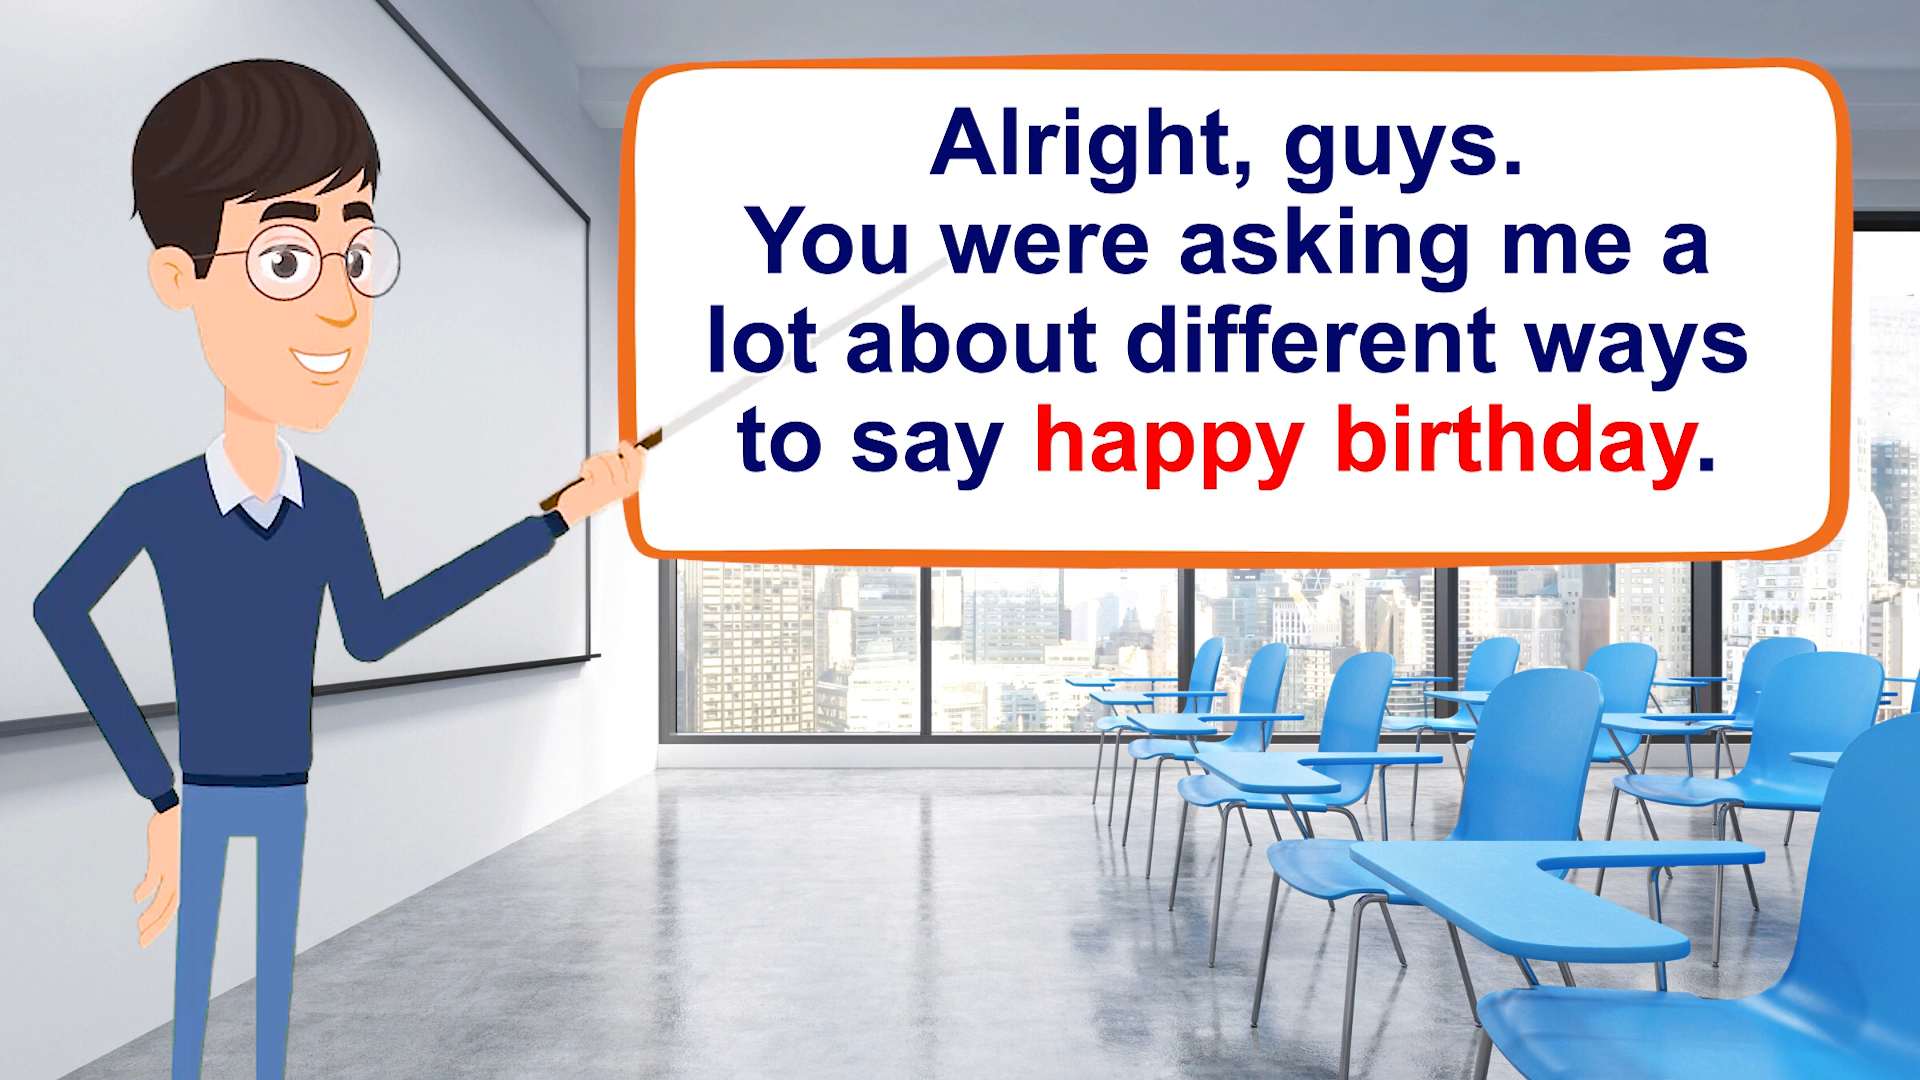 Alright, guys.
You were asking me a
lot about different ways
to say happy birthday.